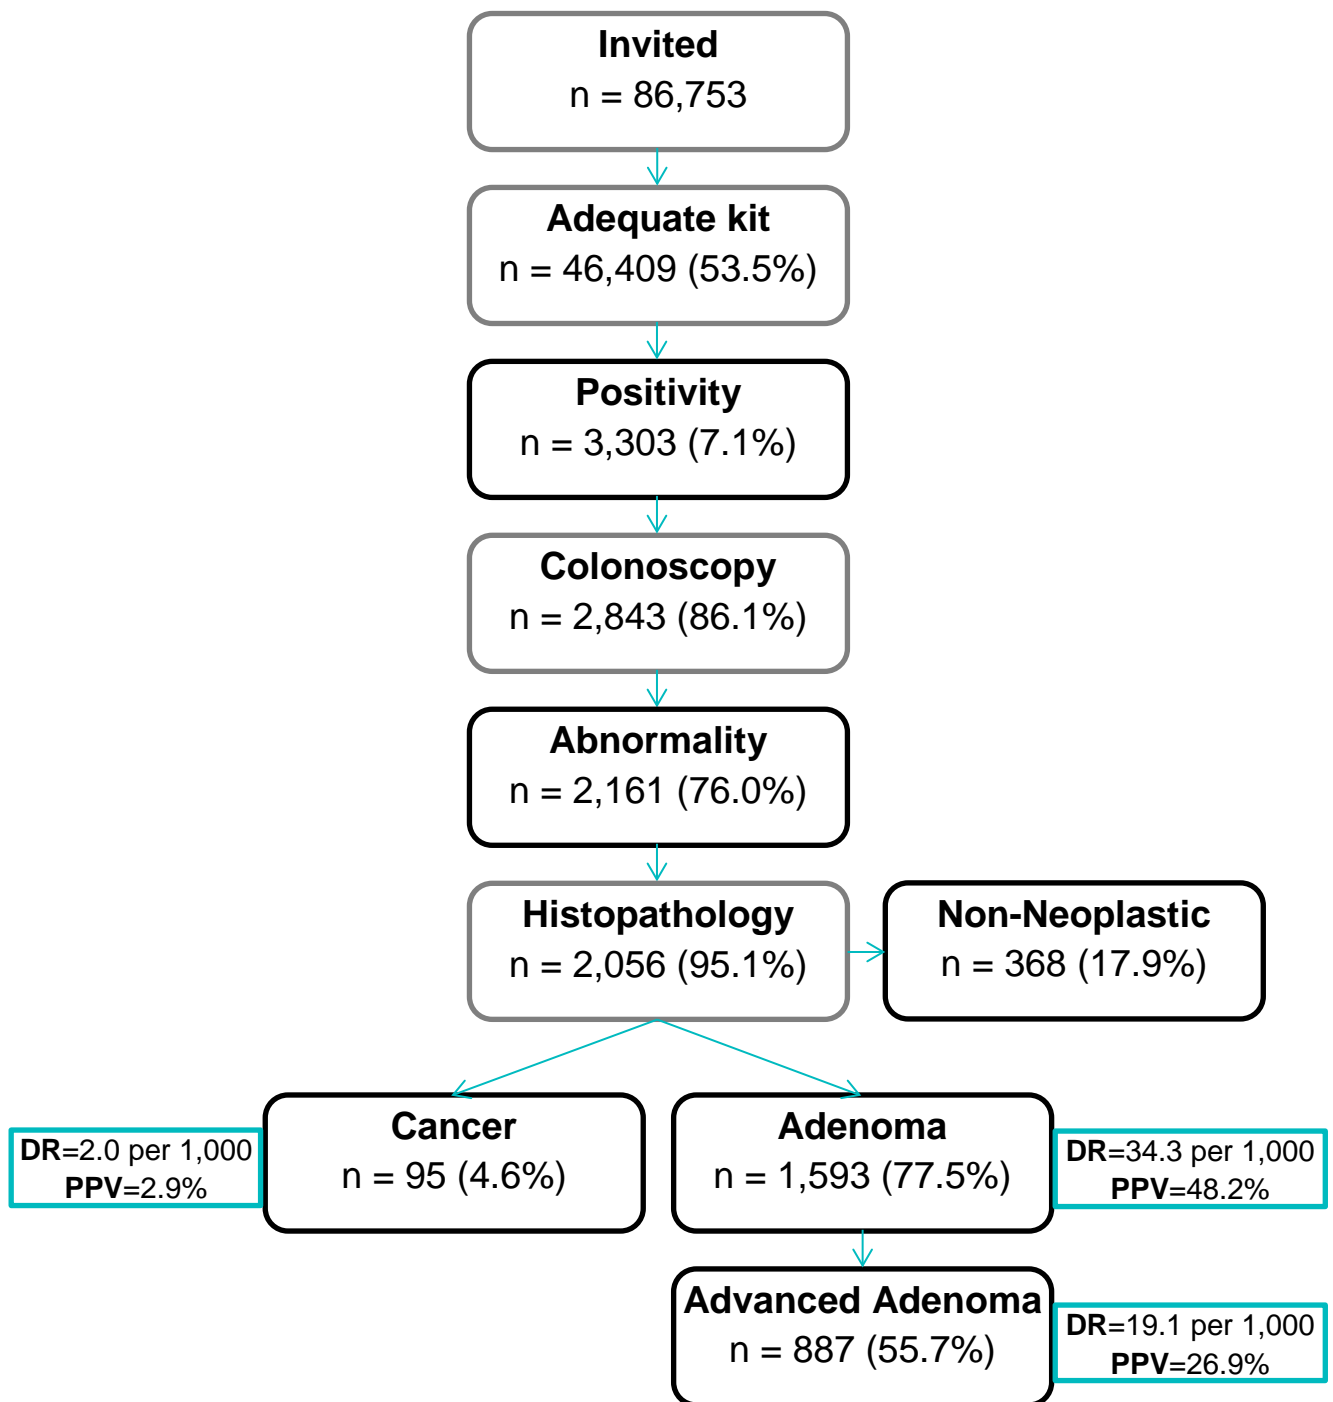 Invited
n = 86,753
Adequate kit
n = 46,409 (53.5%)
Positivity
n = 3,303 (7.1%)
Colonoscopy
n = 2,843 (86.1%)
Abnormality
n = 2,161 (76.0%)
Histopathology
n = 2,056 (95.1%)
Non-Neoplastic
n = 368 (17.9%)
Cancer
n = 95 (4.6%)
DR=2.0 per 1,000
PPV=2.9%
Adenoma
n = 1,593 (77.5%)
DR=34.3 per 1,000
PPV=48.2%
Advanced Adenoma
n = 887 (55.7%)
DR=19.1 per 1,000
PPV=26.9%